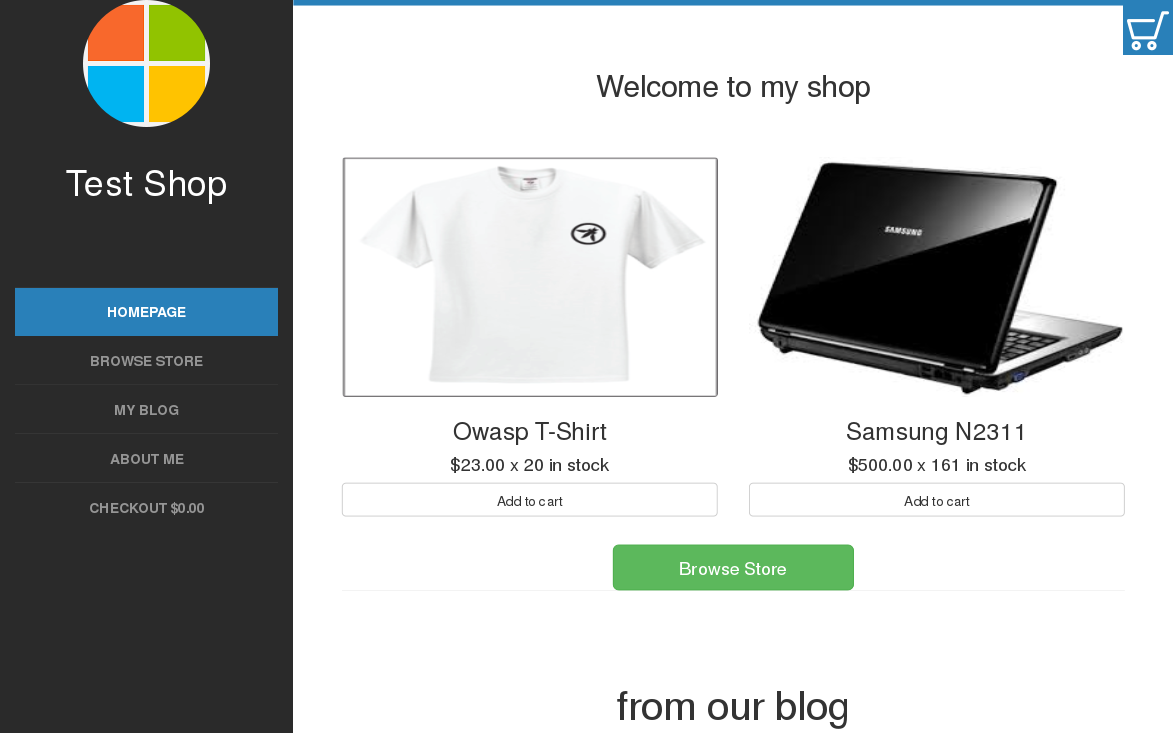 Test Shop
HOMEPAGE
BROWSE STORE
MY BLOG
ABOUT ME
CHECKOUT $0.00
Welcome to my shop
SAMSUNG
Owasp T-Shirt
$23.00 x 20 in stock
Add to cart
Samsung N2311
$500.00 x 161 in stock
Add to cart
Browse Store
from our blog